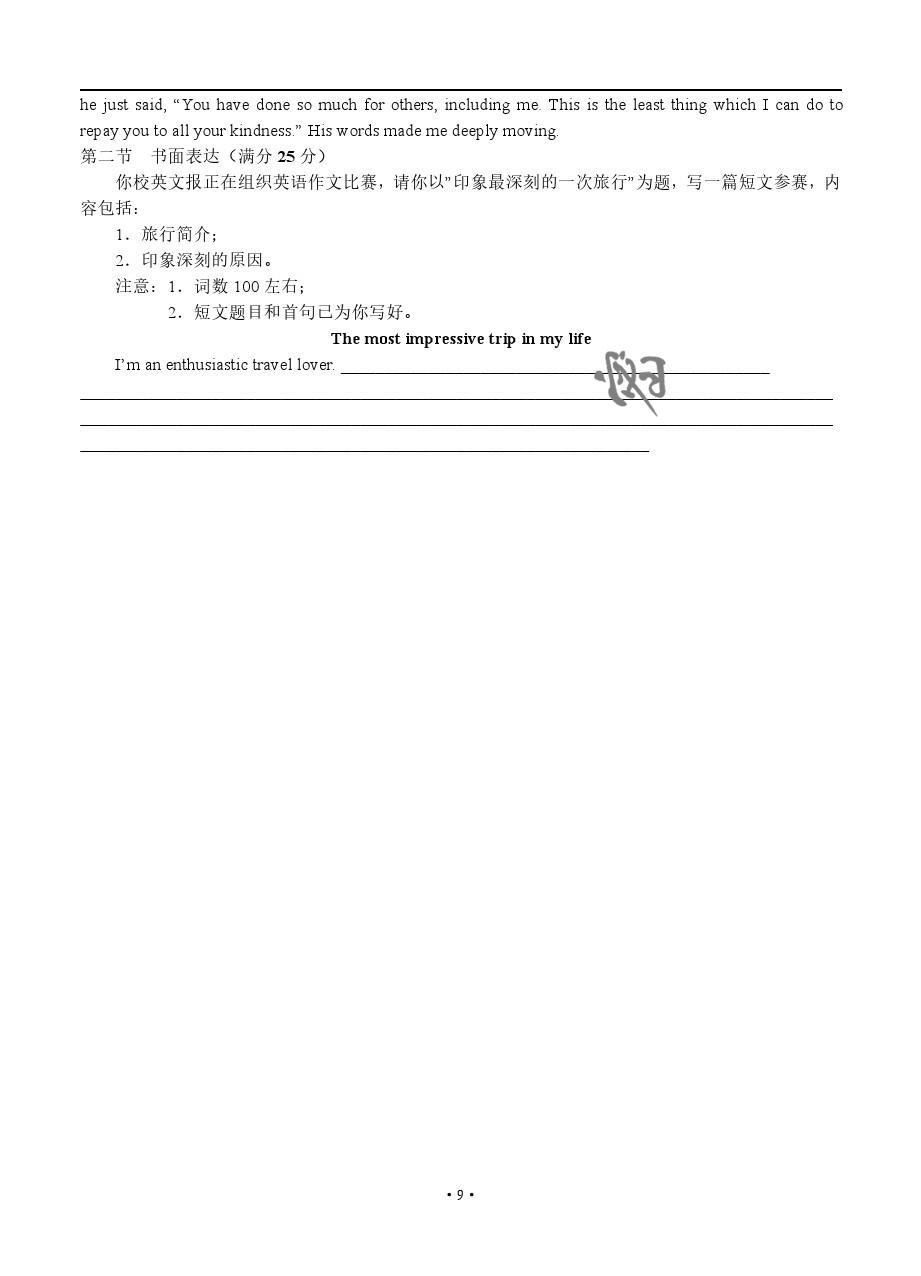 he just said, “You have done so much for others, including me. This is the least thing which I can do to
repay you to all your kindness.” His words made me deeply moving.
第二节　书面表达（满分 25 分）
你校英文报正在组织英语作文比赛，请你以”印象最深刻的一次旅行”为题，写一篇短文参赛，内
容包括：
1．旅行简介；
2．印象深刻的原因。
注意：1．词数 100 左右；
2．短文题目和首句已为你写好。
The most impressive trip in my life
I’m an enthusiastic travel lover.
• 9 •